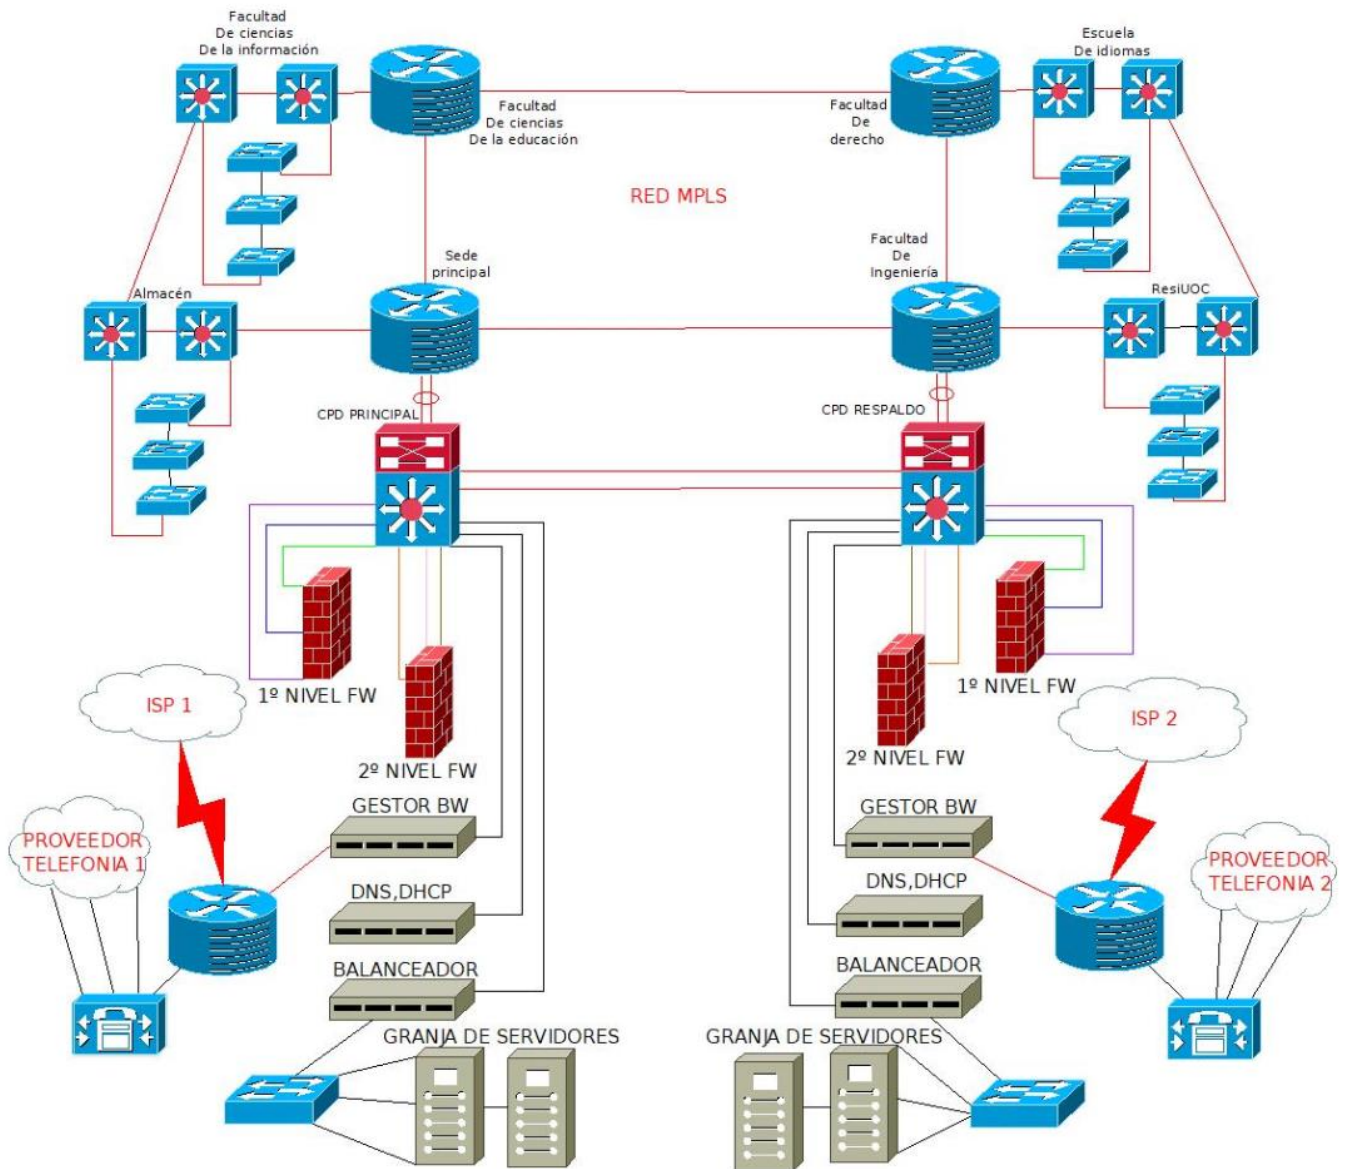 Facultad
De ciencias
De la información
Escuela
De idiomas
Facultad
De ciencias
De la educación
Facultad
De
derecho
RED MPLS
Sede
principal
Facultad
De
Ingeniería
Almacén
ResiUOC
CPD PRINCIPAL
CPD RESPALDO
1º NIVEL FW
1º NIVEL FW
ISP 1
ISP 2
2º NIVEL FW
2º NIVEL FW
GESTOR BW
GESTOR BW
PROVEEDOR
TELEFONIA 1
PROVEEDOR
TELEFONIA 2
DNS,DHCP
DNS,DHCP
BALANCEADOR
BALANCEADOR
GRANJA DE SERVIDORES
GRANJA DE SERVIDORES